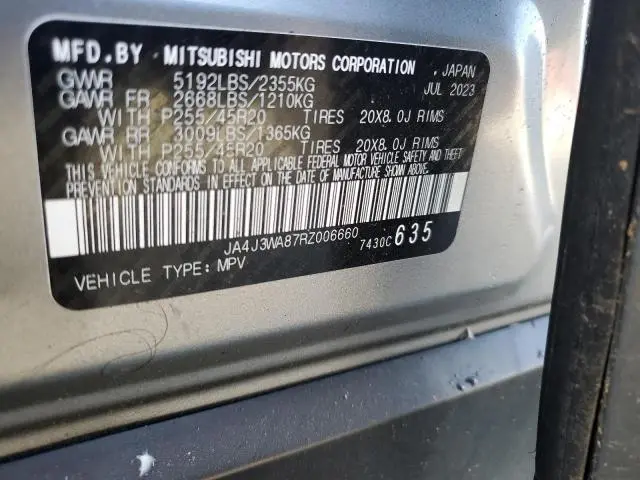 MFD.BY MITSUBISHI MOTORS CORPORATION, JAPAN
GVWR 5192LBS/2355KG JUL 2023
GAWR FR 2668LBS/1210KG
WITH P255/45R20 TIRES 20X8.0J RIMS
GAWR RR 3009LBS/1365KG
WITH P255/45R20 TIRES 20X8.0J RIMS
THIS VEHICLE CONFORMS TO ALL APPLICABLE FEDERAL MOTOR VEHICLE SAFETY AND THEFT
PREVENTION STANDARDS IN EFFECT ON THE DATE OF MANUFACTURE SHOWN ABOVE.
JA4J3WA87RZ006660 7430C 635
VEHICLE TYPE: MPV